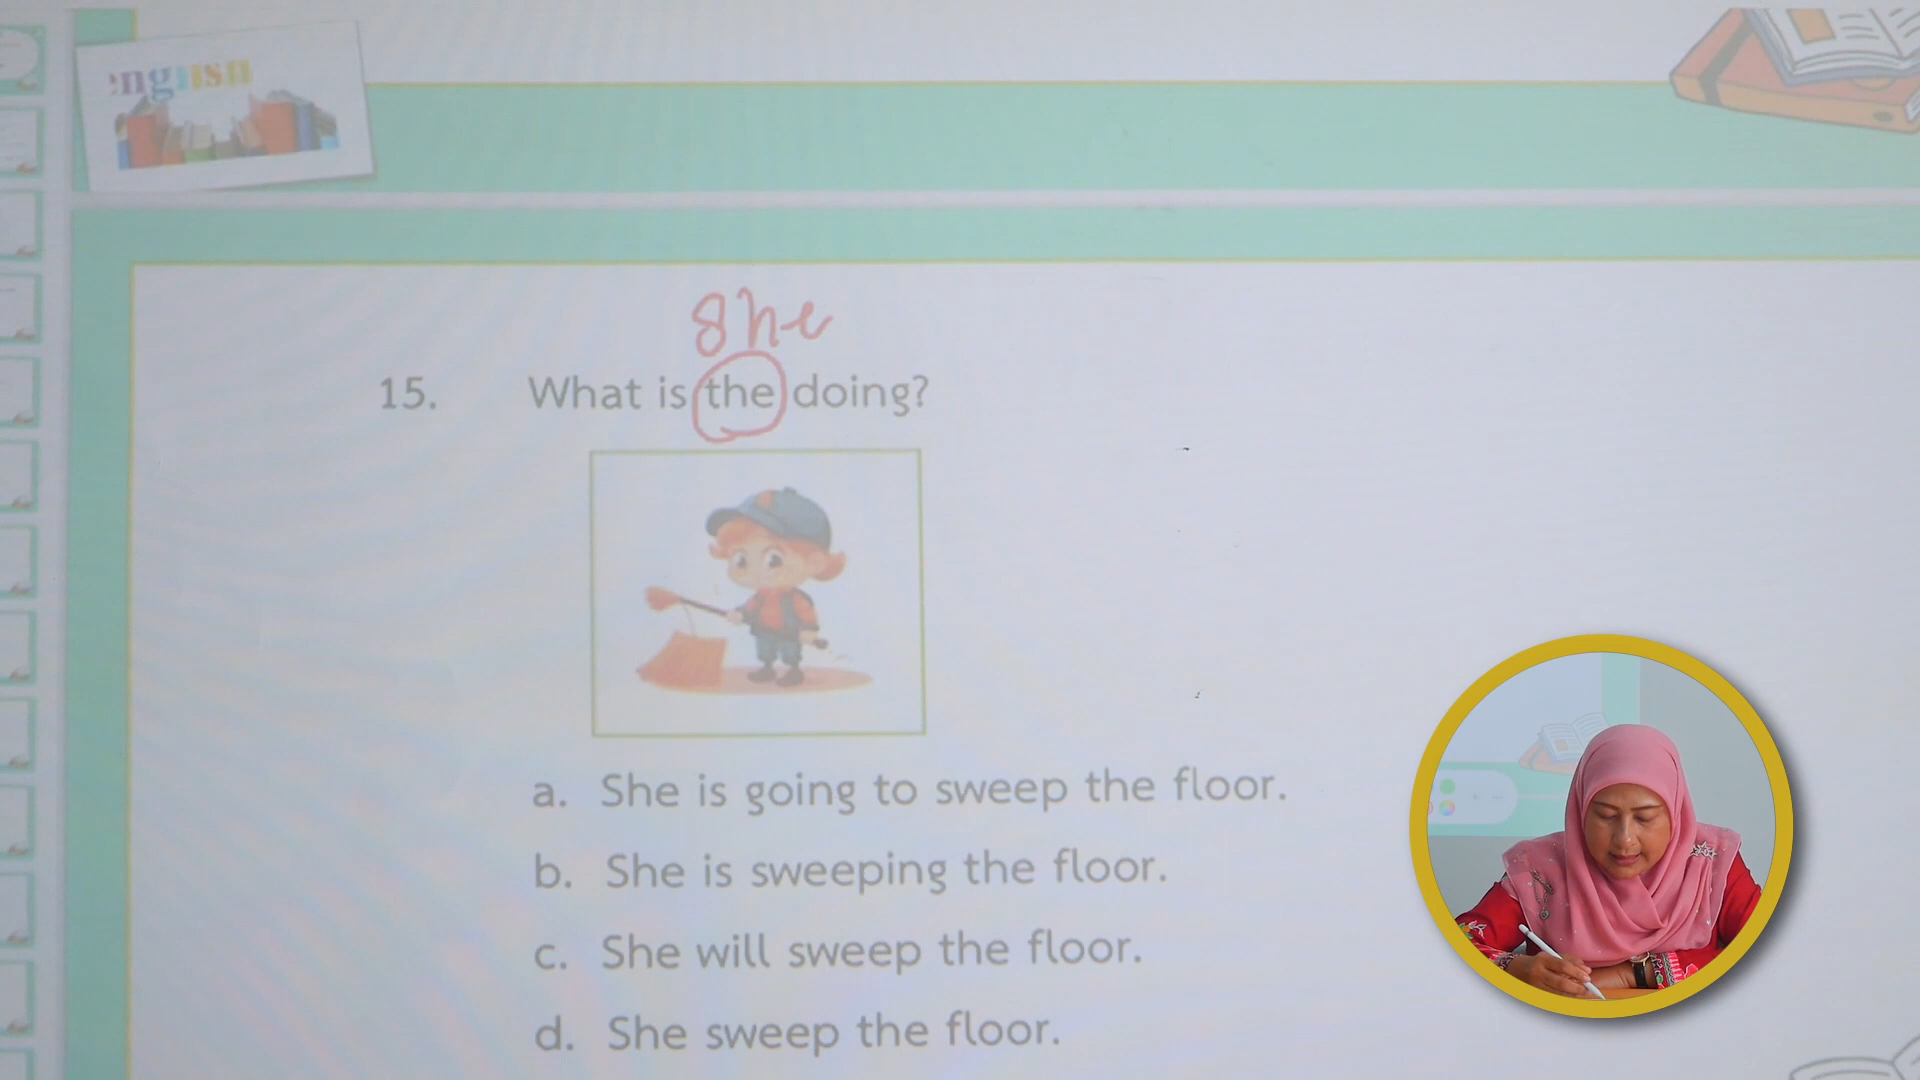 English
she
15. What is the doing?
a. She is going to sweep the floor.
b. She is sweeping the floor.
c. She will sweep the floor.
d. She sweep the floor.